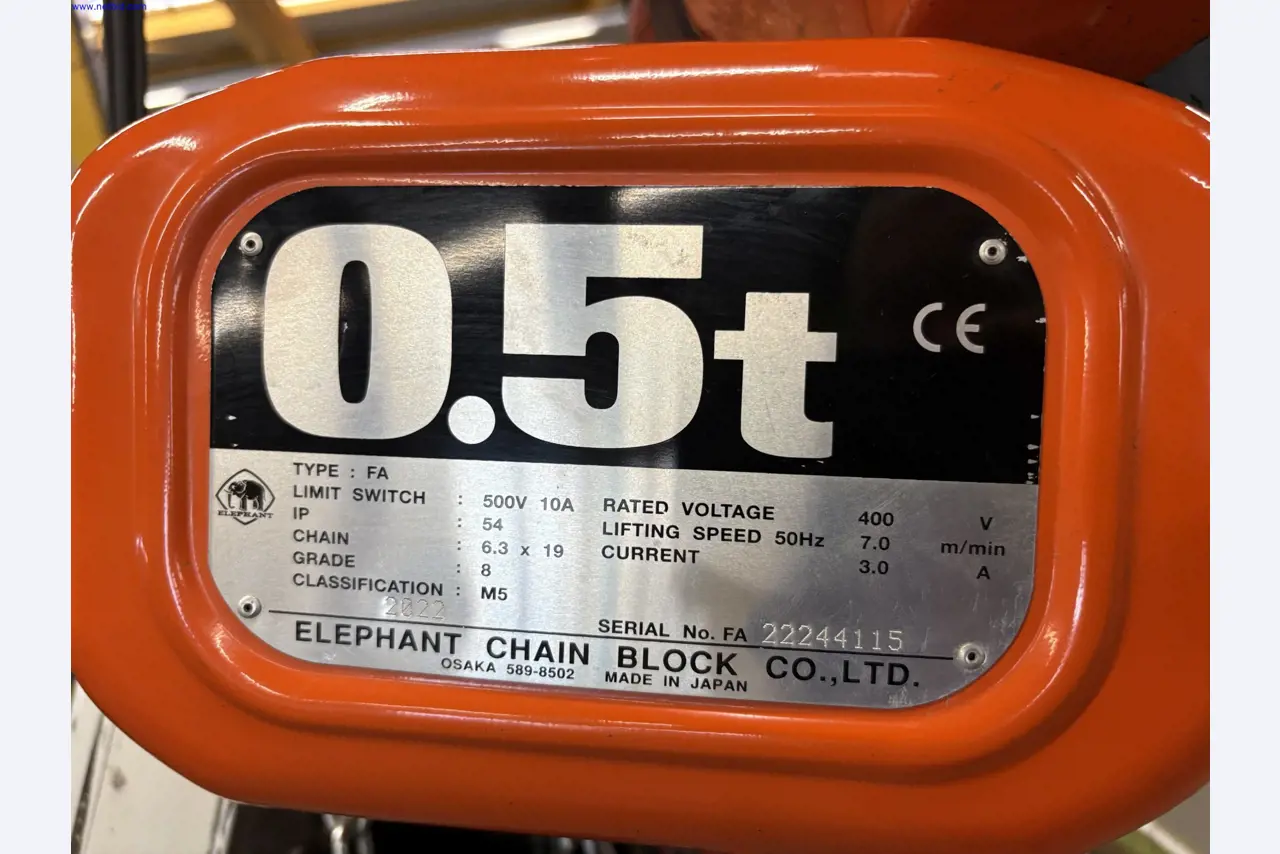 0.5t
CE
ELEPHANT
TYPE : FA
LIMIT SWITCH : 500V 10A
IP : 54
CHAIN : 6.3 x 19
GRADE : 8
CLASSIFICATION : M5
RATED VOLTAGE 400 V
LIFTING SPEED 50Hz 7.0 m/min
CURRENT 3.0 A
2022
SERIAL No. FA 22244115
ELEPHANT CHAIN BLOCK CO.,LTD.
OSAKA 589-8502 MADE IN JAPAN